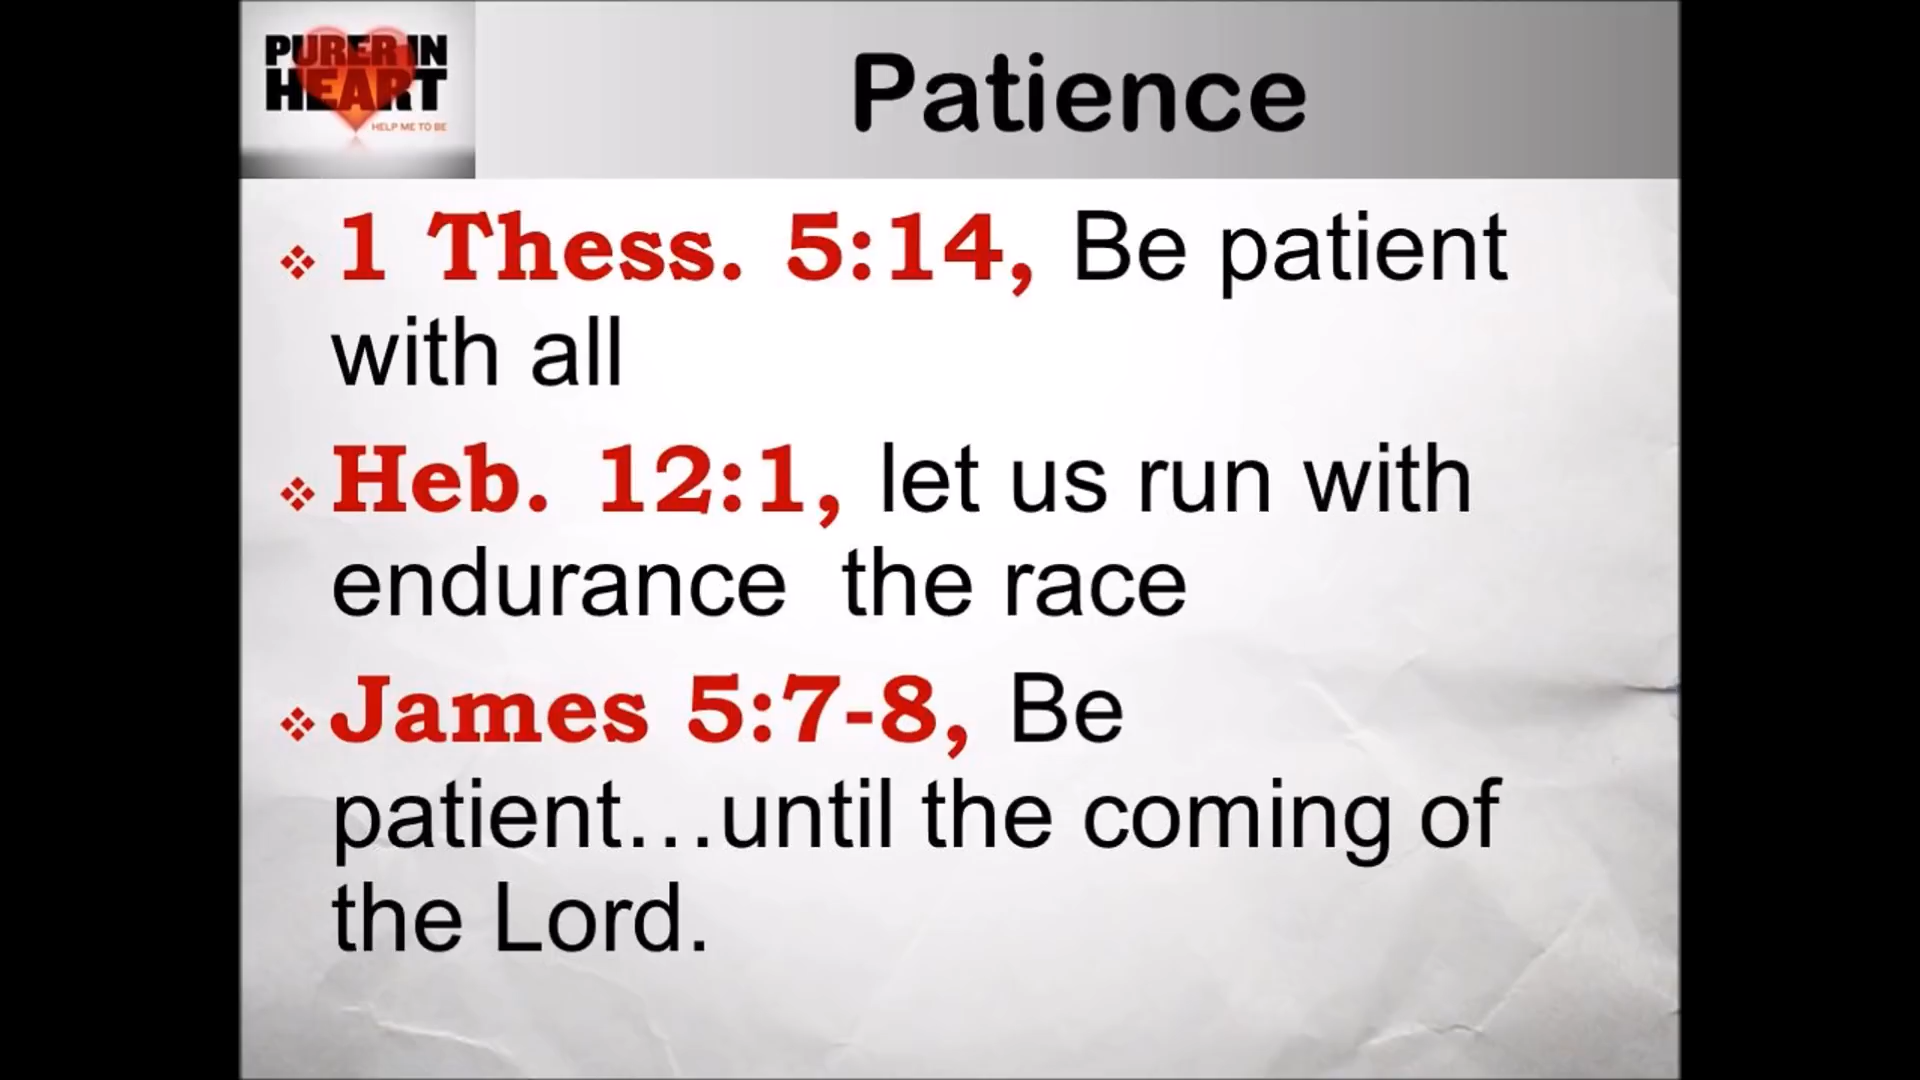 PURER IN
HEART
HELP ME TO BE
Patience
❖ 1 Thess. 5:14, Be patient
with all
❖ Heb. 12:1, let us run with
endurance  the race
❖ James 5:7-8, Be
patient…until the coming of
the Lord.